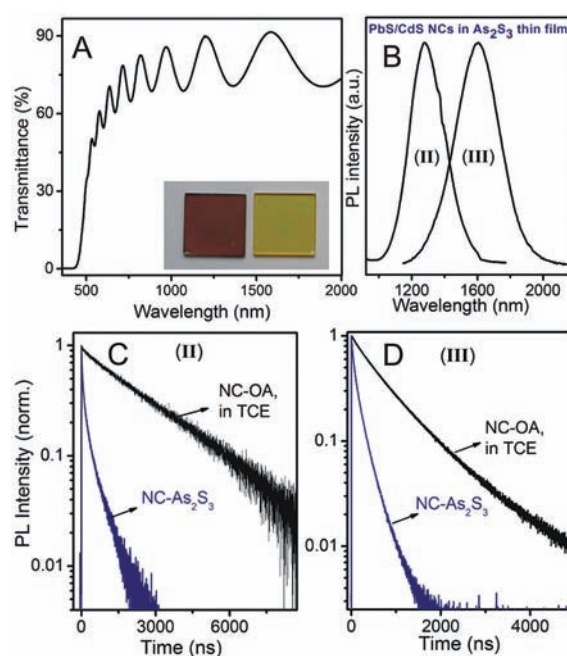 A
Transmittance (%)
90
60
30
0
500
1000
1500
2000
Wavelength (nm)
PbS/CdS NCs in As₂S₃ thin film
B
PL intensity (a.u.)
(II)
(III)
1200
1600
2000
Wavelength (nm)
C
(II)
PL Intensity (norm.)
1
0.1
0.01
NC-OA,
in TCE
NC-As₂S₃
0
3000
6000
Time (ns)
D
(III)
1
0.1
0.01
NC-OA,
in TCE
NC-As₂S₃
0
2000
4000
Time (ns)